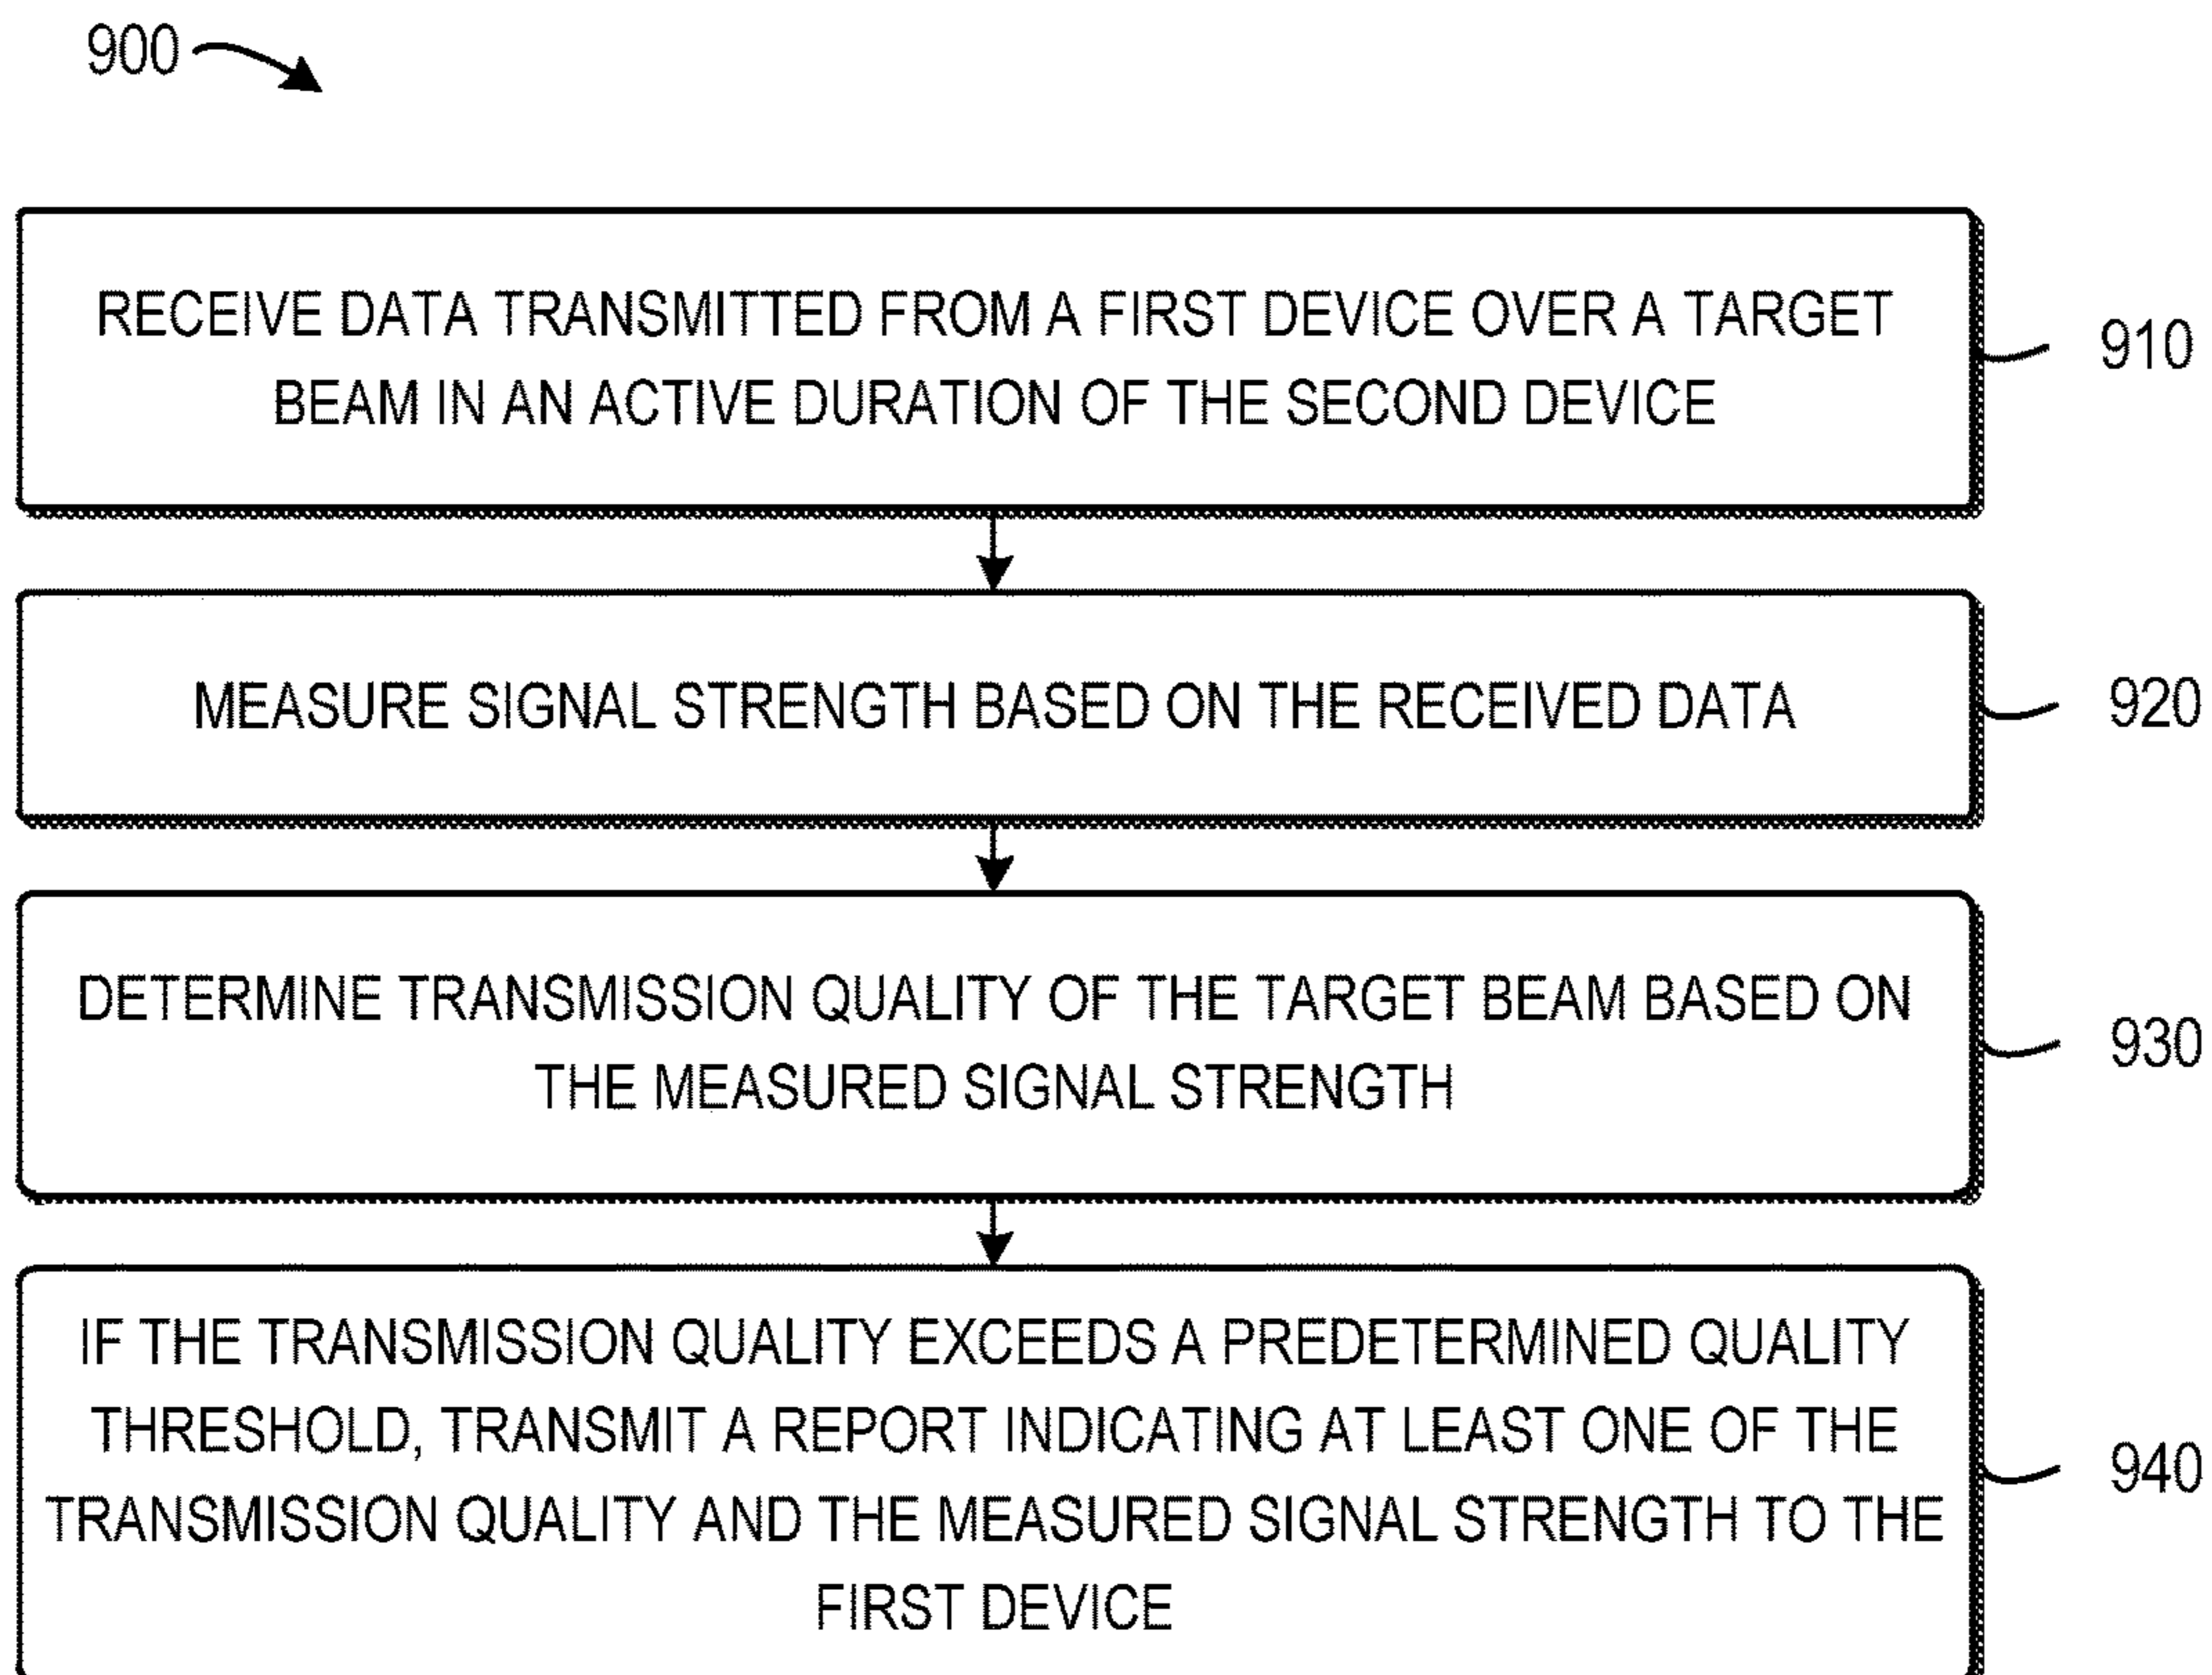 900
RECEIVE DATA TRANSMITTED FROM A FIRST DEVICE OVER A TARGET
BEAM IN AN ACTIVE DURATION OF THE SECOND DEVICE
910
MEASURE SIGNAL STRENGTH BASED ON THE RECEIVED DATA
920
DETERMINE TRANSMISSION QUALITY OF THE TARGET BEAM BASED ON
THE MEASURED SIGNAL STRENGTH
930
IF THE TRANSMISSION QUALITY EXCEEDS A PREDETERMINED QUALITY
THRESHOLD, TRANSMIT A REPORT INDICATING AT LEAST ONE OF THE
TRANSMISSION QUALITY AND THE MEASURED SIGNAL STRENGTH TO THE
FIRST DEVICE
940